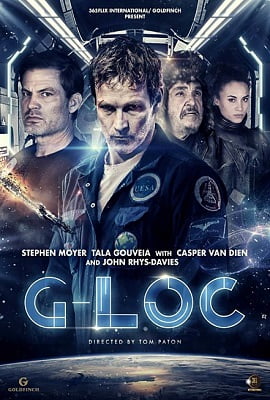 365FLIX INTERNATIONAL/ GOLDFINCH
PRESENT
UESA
STEPHEN MOYER TALA GOUVEIA WITH CASPER VAN DIEN
AND JOHN RHYS-DAVIES
G-LOC
DIRECTED BY TOM PATON
GOLDFINCH